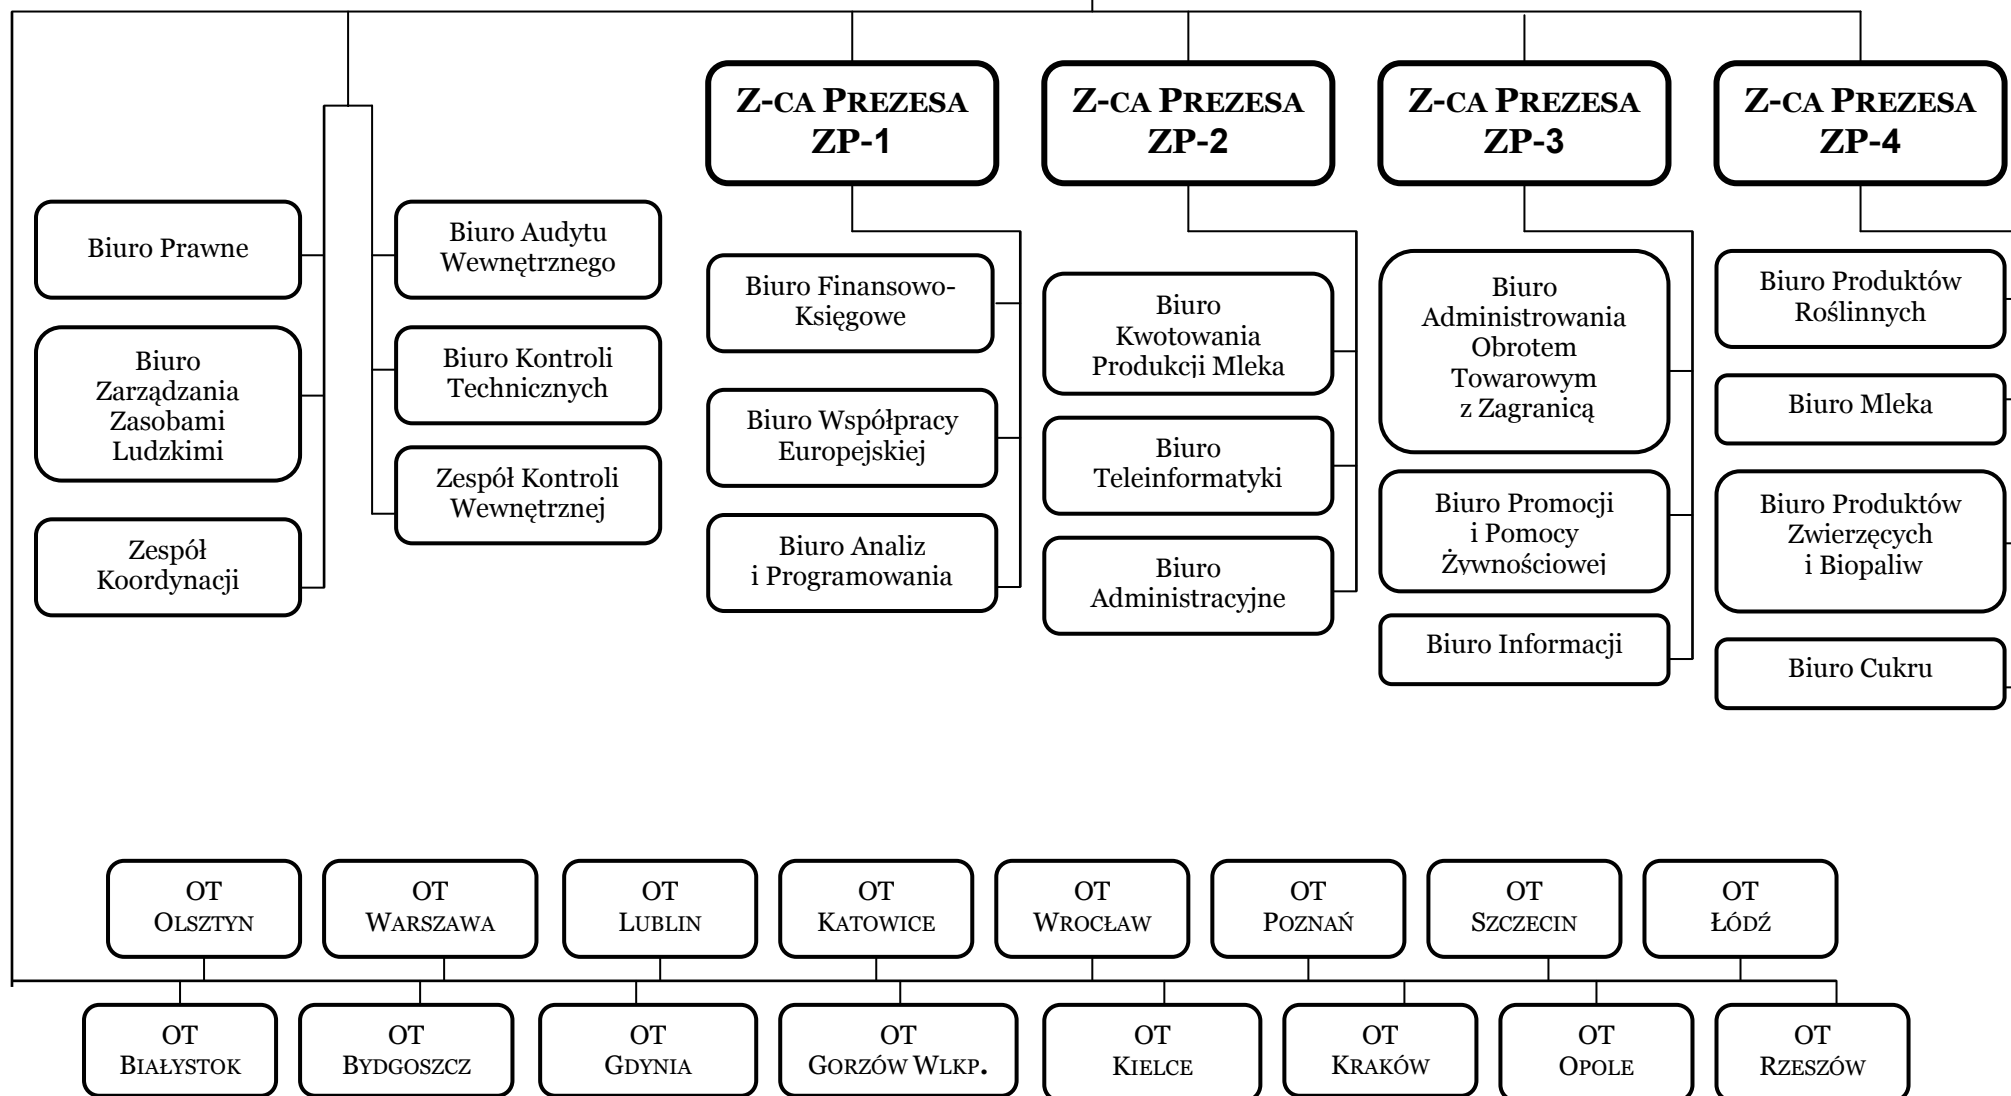 Z-CA PREZESA
ZP-1
Z-CA PREZESA
ZP-2
Z-CA PREZESA
ZP-3
Z-CA PREZESA
ZP-4
Biuro Prawne
Biuro
Zarządzania
Zasobami
Ludzkimi
Zespół
Koordynacji
Biuro Audytu
Wewnętrznego
Biuro Kontroli
Technicznych
Zespół Kontroli
Wewnętrznej
Biuro Finansowo-
Księgowe
Biuro Współpracy
Europejskiej
Biuro Analiz
i Programowania
Biuro
Kwotowania
Produkcji Mleka
Biuro
Teleinformatyki
Biuro
Administracyjne
Biuro
Administrowania
Obrotem
Towarowym
z Zagranicą
Biuro Promocji
i Pomocy
Żywnościowej
Biuro Informacji
Biuro Produktów
Roślinnych
Biuro Mleka
Biuro Produktów
Zwierzęcych
i Biopaliw
Biuro Cukru
OT
OLSZTYN
OT
WARSZAWA
OT
LUBLIN
OT
KATOWICE
OT
WROCŁAW
OT
POZNAŃ
OT
SZCZECIN
OT
ŁÓDŹ
OT
BIAŁYSTOK
OT
BYDGOSZCZ
OT
GDYNIA
OT
GORZÓW WLKP.
OT
KIELCE
OT
KRAKÓW
OT
OPOLE
OT
RZESZÓW